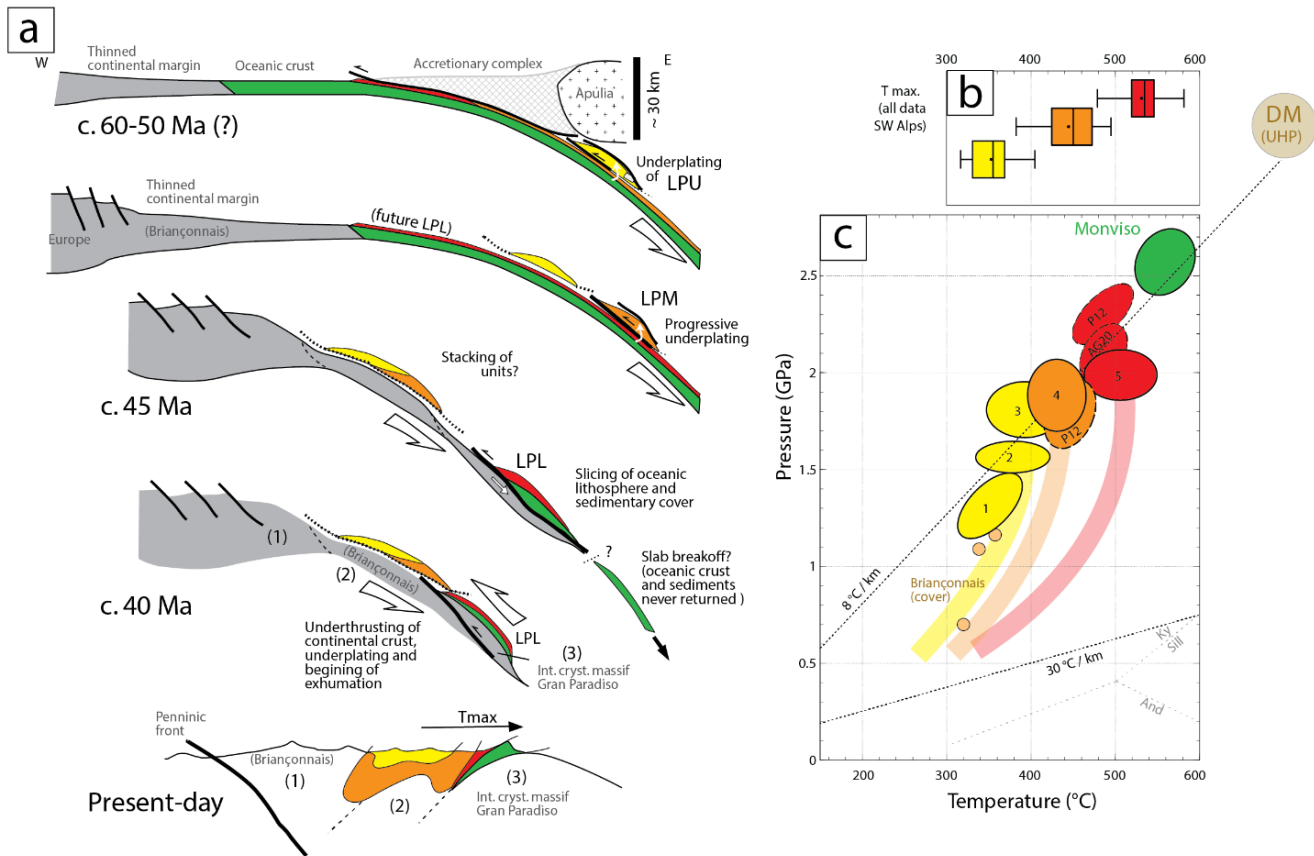 a
W
Thinned
continental margin
Oceanic crust
Accretionary complex
E
Apulia
~ 30 km
c. 60-50 Ma (?)
Underplating
of LPU
Thinned
continental margin
Europe
(Briançonnais)
(future LPL)
LPM
Progressive
underplating
c. 45 Ma
Stacking of
units?
LPL
Slicing of oceanic
lithosphere and
sedimentary cover
?
(1)
(Briançonnais)
(2)
c. 40 Ma
Slab breakoff?
(oceanic crust
and sediments
never returned )
LPL
Underthrusting of
continental crust,
underplating and
begining of
exhumation
(3)
Int. cryst. massif
Gran Paradiso
Tmax
Penninic
front
(Briançonnais)
(1)
(2)
(3)
Int. cryst. massif
Gran Paradiso
Present-day
300 400 500 600
b
T max.
(all data
SW Alps)
DM
(UHP)
c
Monviso
P12
AG20
5
4
P12
3
2
1
Briançonnais
(cover)
8 °C / km
30 °C / km
Ky
Sill
And
2.5
2
1.5
1
0.5
0
Pressure (GPa)
200 300 400 500 600
Temperature (°C)